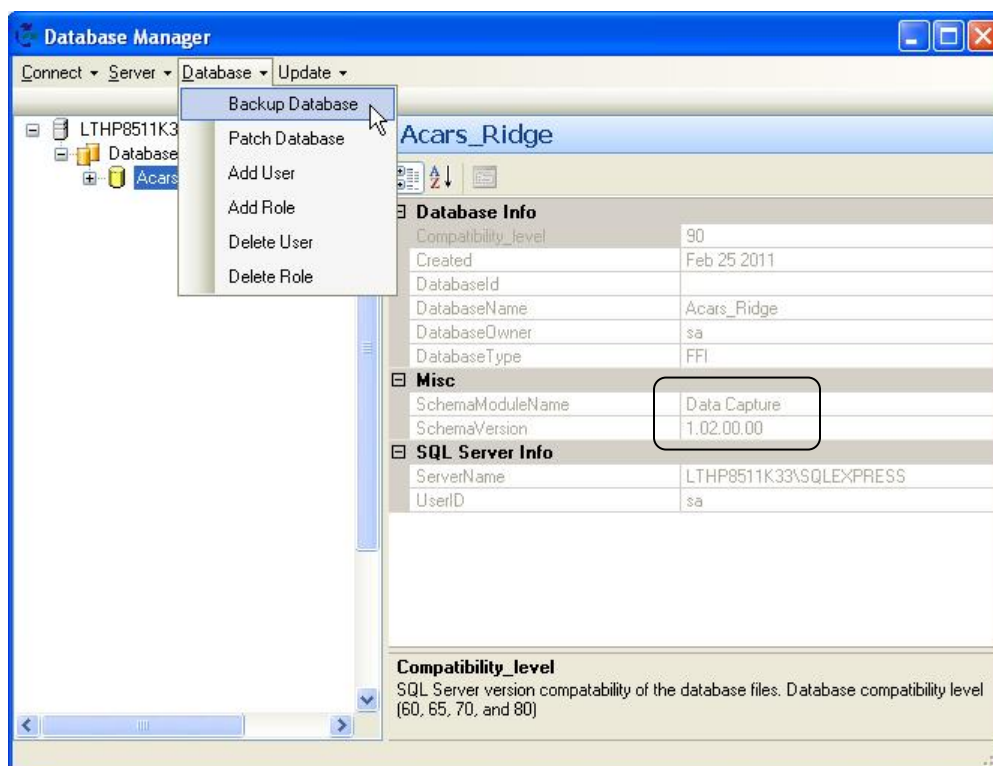 Database Manager
Connect Server Database Update
Backup Database
Patch Database
Add User
Add Role
Delete User
Delete Role
LTHP8511K3
Database
Acars
Acars_Ridge
Database Info
Compatibility_level 90
Created Feb 25 2011
DatabaseId
DatabaseName Acars_Ridge
DatabaseOwner sa
DatabaseType FFI
Misc
SchemaModuleName Data Capture
SchemaVersion 1.02.00.00
SQL Server Info
ServerName LTHP8511K33\SQLEXPRESS
UserID sa
Compatibility_level
SQL Server version compatability of the database files. Database compatibility level
(60, 65, 70, and 80)